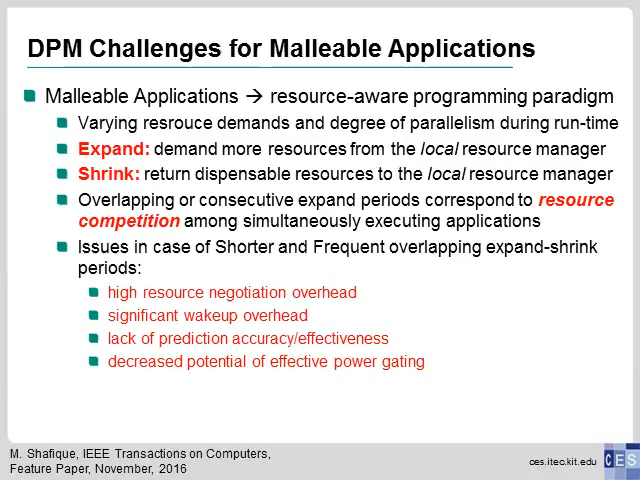 DPM Challenges for Malleable Applications
Malleable Applications → resource-aware programming paradigm
Varying resrouce demands and degree of parallelism during run-time
Expand: demand more resources from the local resource manager
Shrink: return dispensable resources to the local resource manager
Overlapping or consecutive expand periods correspond to resource
competition among simultaneously executing applications
Issues in case of Shorter and Frequent overlapping expand-shrink
periods:
high resource negotiation overhead
significant wakeup overhead
lack of prediction accuracy/effectiveness
decreased potential of effective power gating
M. Shafique, IEEE Transactions on Computers,
Feature Paper, November, 2016
ces.itec.kit.edu
CES